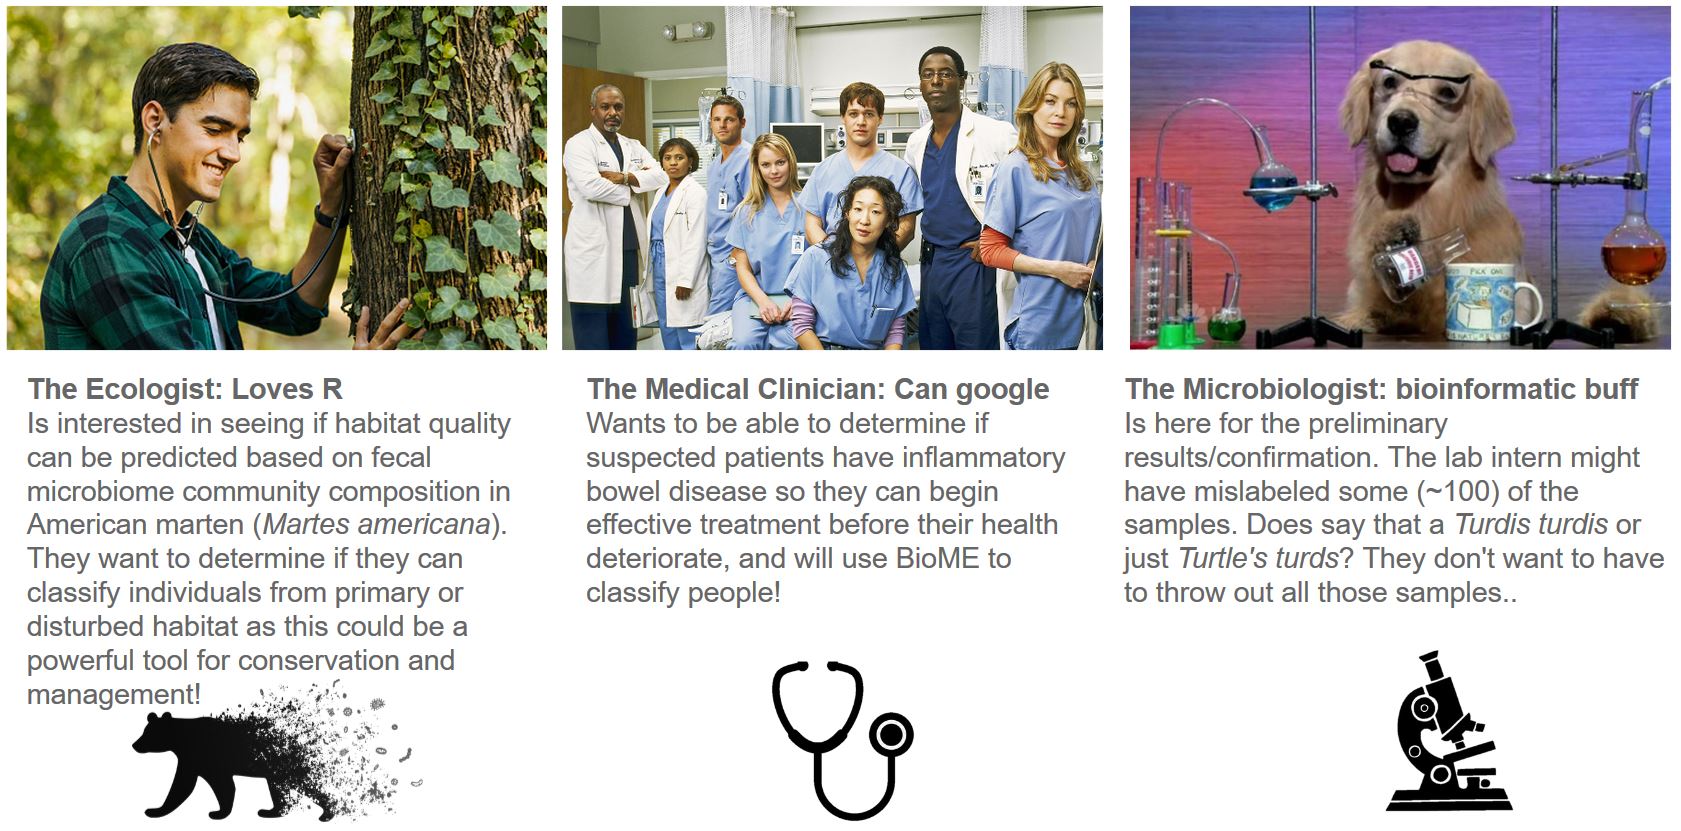 The Ecologist: Loves R
Is interested in seeing if habitat quality
can be predicted based on fecal
microbiome community composition in
American marten (Martes americana).
They want to determine if they can
classify individuals from primary or
disturbed habitat as this could be a
powerful tool for conservation and
management!
The Medical Clinician: Can google
Wants to be able to determine if
suspected patients have inflammatory
bowel disease so they can begin
effective treatment before their health
deteriorate, and will use BioME to
classify people!
The Microbiologist: bioinformatic buff
Is here for the preliminary
results/confirmation. The lab intern might
have mislabeled some (~100) of the
samples. Does say that a Turdis turdis or
just Turtle's turds? They don't want to have
to throw out all those samples..
PICK ONE